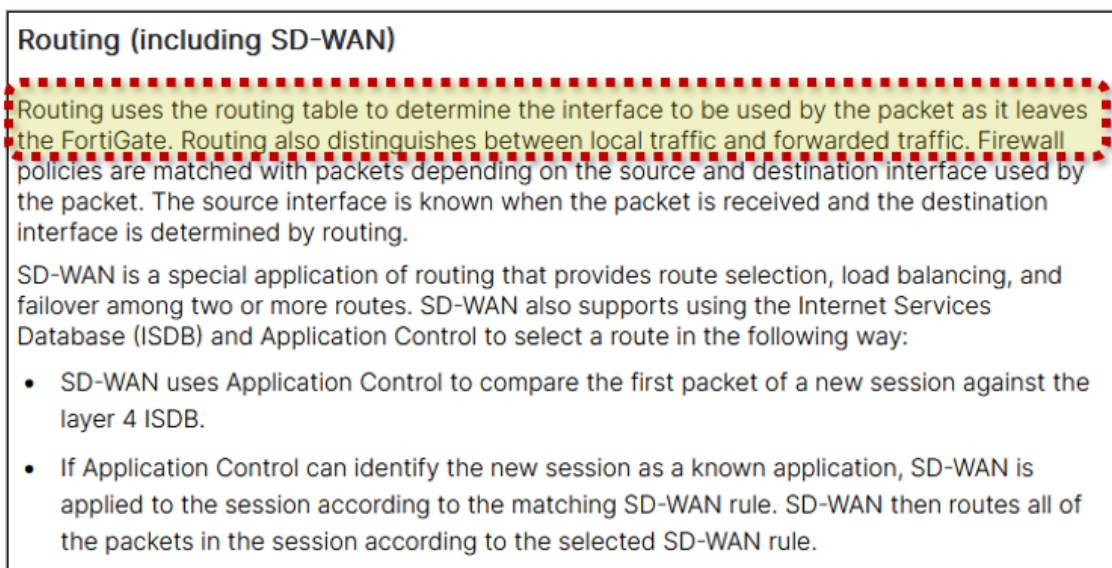 Routing (including SD-WAN)
Routing uses the routing table to determine the interface to be used by the packet as it leaves
the FortiGate. Routing also distinguishes between local traffic and forwarded traffic. Firewall
policies are matched with packets depending on the source and destination interface used by
the packet. The source interface is known when the packet is received and the destination
interface is determined by routing.
SD-WAN is a special application of routing that provides route selection, load balancing, and
failover among two or more routes. SD-WAN also supports using the Internet Services
Database (ISDB) and Application Control to select a route in the following way:
• SD-WAN uses Application Control to compare the first packet of a new session against the
layer 4 ISDB.
• If Application Control can identify the new session as a known application, SD-WAN is
applied to the session according to the matching SD-WAN rule. SD-WAN then routes all of
the packets in the session according to the selected SD-WAN rule.